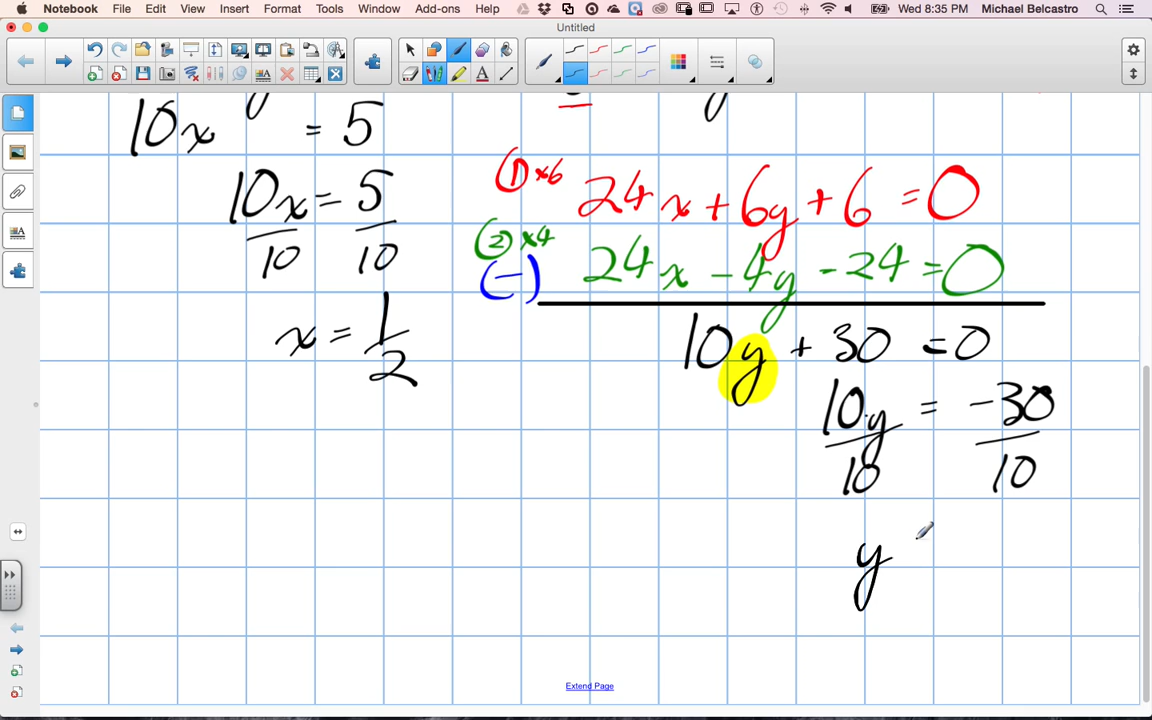 Notebook File Edit View Insert Format Tools Window Add-ons Help Wed 8:35 PM Michael Belcastro
Untitled
10x = 5
10x = 5
10 10
x = 1
2
① ×6 24x + 6y + 6 = 0
② ×4 24x - 4y - 24 = 0
(-)
10y + 30 = 0
10y = -30
10 10
y
Extend Page